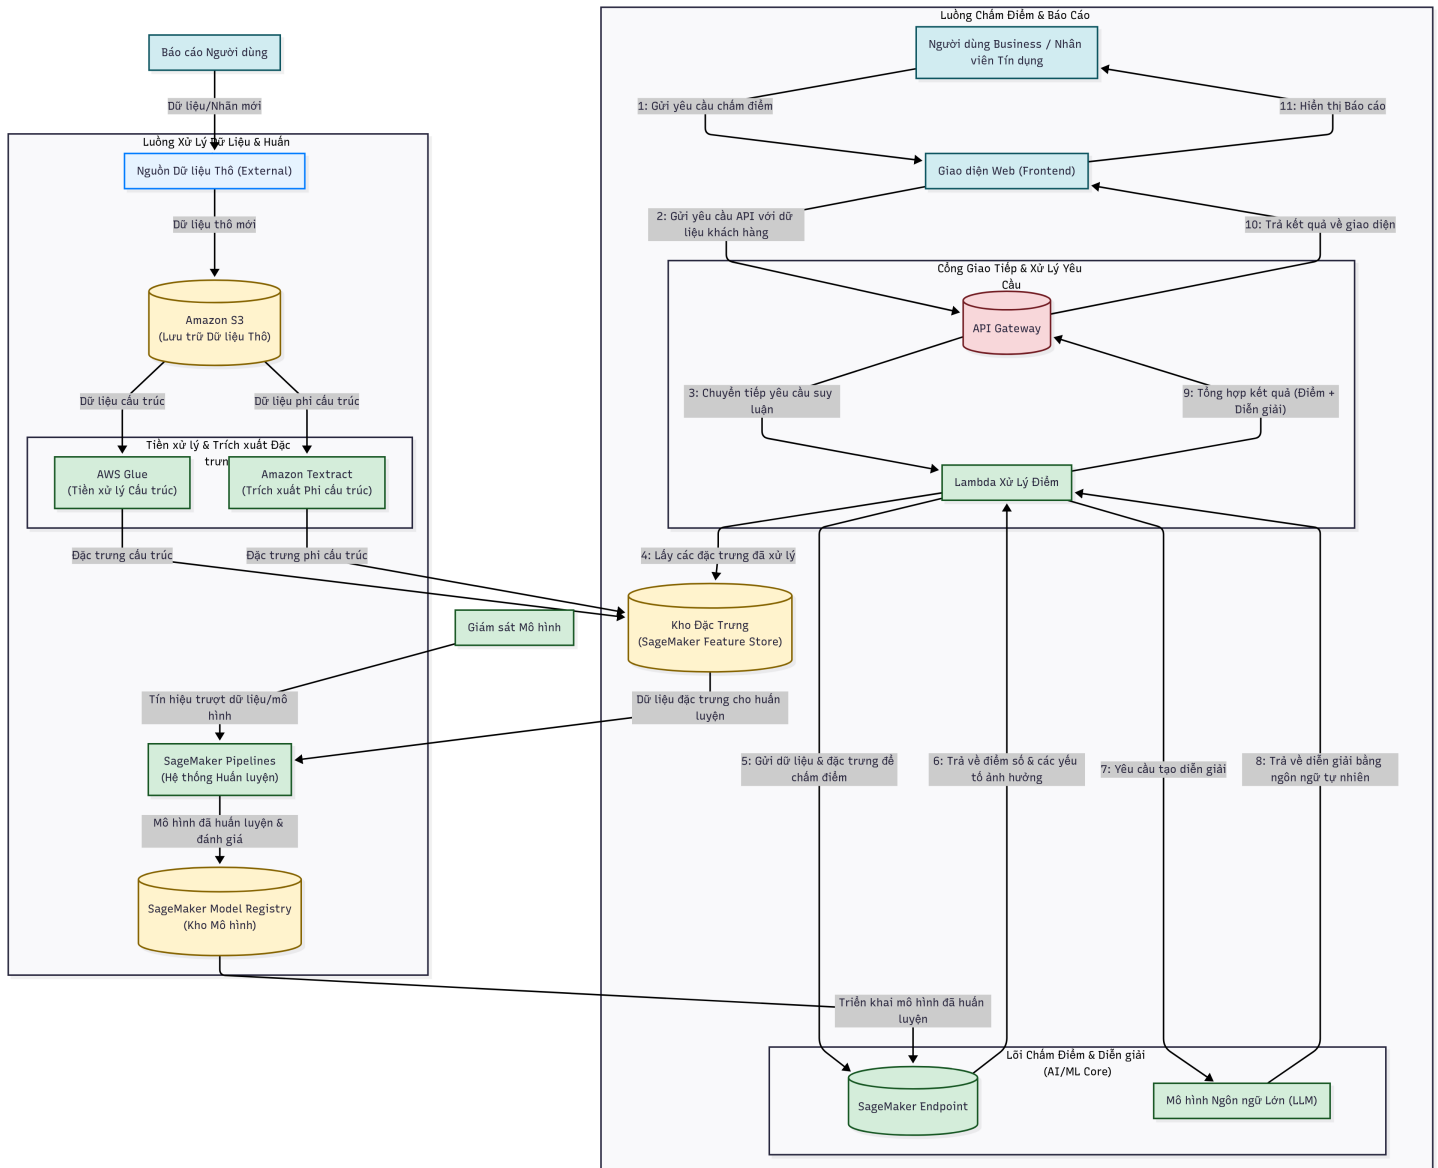 Báo cáo Người dùng
Dữ liệu/Nhãn mới
Luồng Xử Lý Dữ Liệu & Huấn
Nguồn Dữ liệu Thô (External)
Dữ liệu thô mới
Amazon S3
(Lưu trữ Dữ liệu Thô)
Dữ liệu cấu trúc
Dữ liệu phi cấu trúc
Tiền xử lý & Trích xuất Đặc
trưn
AWS Glue
(Tiền xử lý Cấu trúc)
Amazon Textract
(Trích xuất Phi cấu trúc)
Đặc trưng cấu trúc
Đặc trưng phi cấu trúc
Giám sát Mô hình
Tín hiệu trượt dữ liệu/mô
hình
SageMaker Pipelines
(Hệ thống Huấn luyện)
Mô hình đã huấn luyện &
đánh giá
SageMaker Model Registry
(Kho Mô hình)
Luồng Chấm Điểm & Báo Cáo
Người dùng Business / Nhân
viên Tín dụng
1: Gửi yêu cầu chấm điểm
11: Hiển thị Báo cáo
Giao diện Web (Frontend)
2: Gửi yêu cầu API với dữ
liệu khách hàng
10: Trả kết quả về giao diện
Cổng Giao Tiếp & Xử Lý Yêu
Cầu
API Gateway
3: Chuyển tiếp yêu cầu suy
luận
9: Tổng hợp kết quả (Điểm +
Diễn giải)
Lambda Xử Lý Điểm
4: Lấy các đặc trưng đã xử lý
Kho Đặc Trưng
(SageMaker Feature Store)
Dữ liệu đặc trưng cho huấn
luyện
5: Gửi dữ liệu & đặc trưng để
chấm điểm
6: Trả về điểm số & các yếu
tố ảnh hưởng
7: Yêu cầu tạo diễn giải
8: Trả về diễn giải bằng
ngôn ngữ tự nhiên
Triển khai mô hình đã huấn
luyện
Lõi Chấm Điểm & Diễn giải
(AI/ML Core)
SageMaker Endpoint
Mô hình Ngôn ngữ Lớn (LLM)